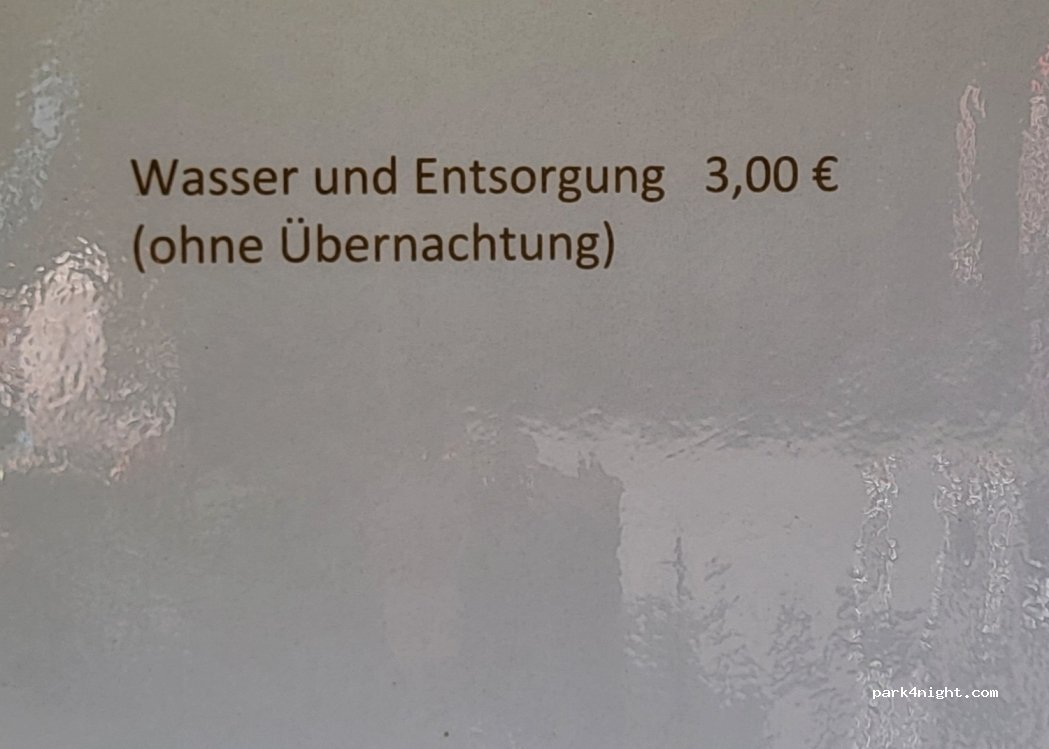 Wasser und Entsorgung 3,00 €
(ohne Übernachtung)
park4night.com